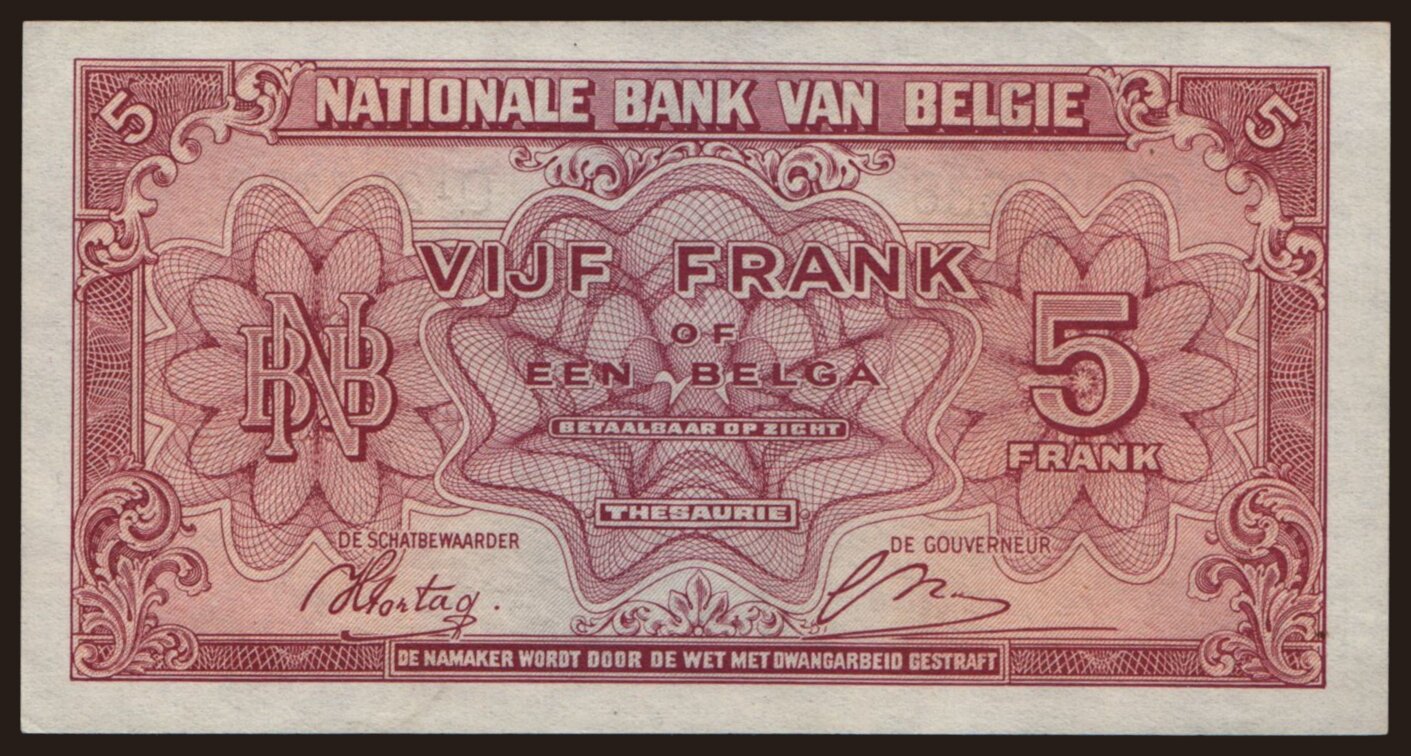 5 NATIONALE BANK VAN BELGIE 5
VIJF FRANK
OF
EEN BELGA
BETAALBAAR OP ZICHT
THESAURIE
NBB
5
FRANK
DE SCHATBEWAARDER
DE GOUVERNEUR
DE NAMAKER WORDT DOOR DE WET MET DWANGARBEID GESTRAFT